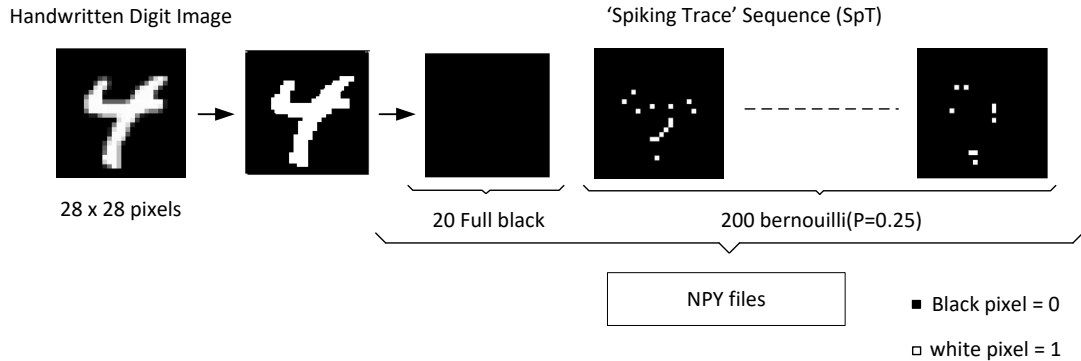 Handwritten Digit Image
‘Spiking Trace’ Sequence (SpT)
28 x 28 pixels
20 Full black
200 bernouilli(P=0.25)
NPY files
Black pixel = 0
white pixel = 1